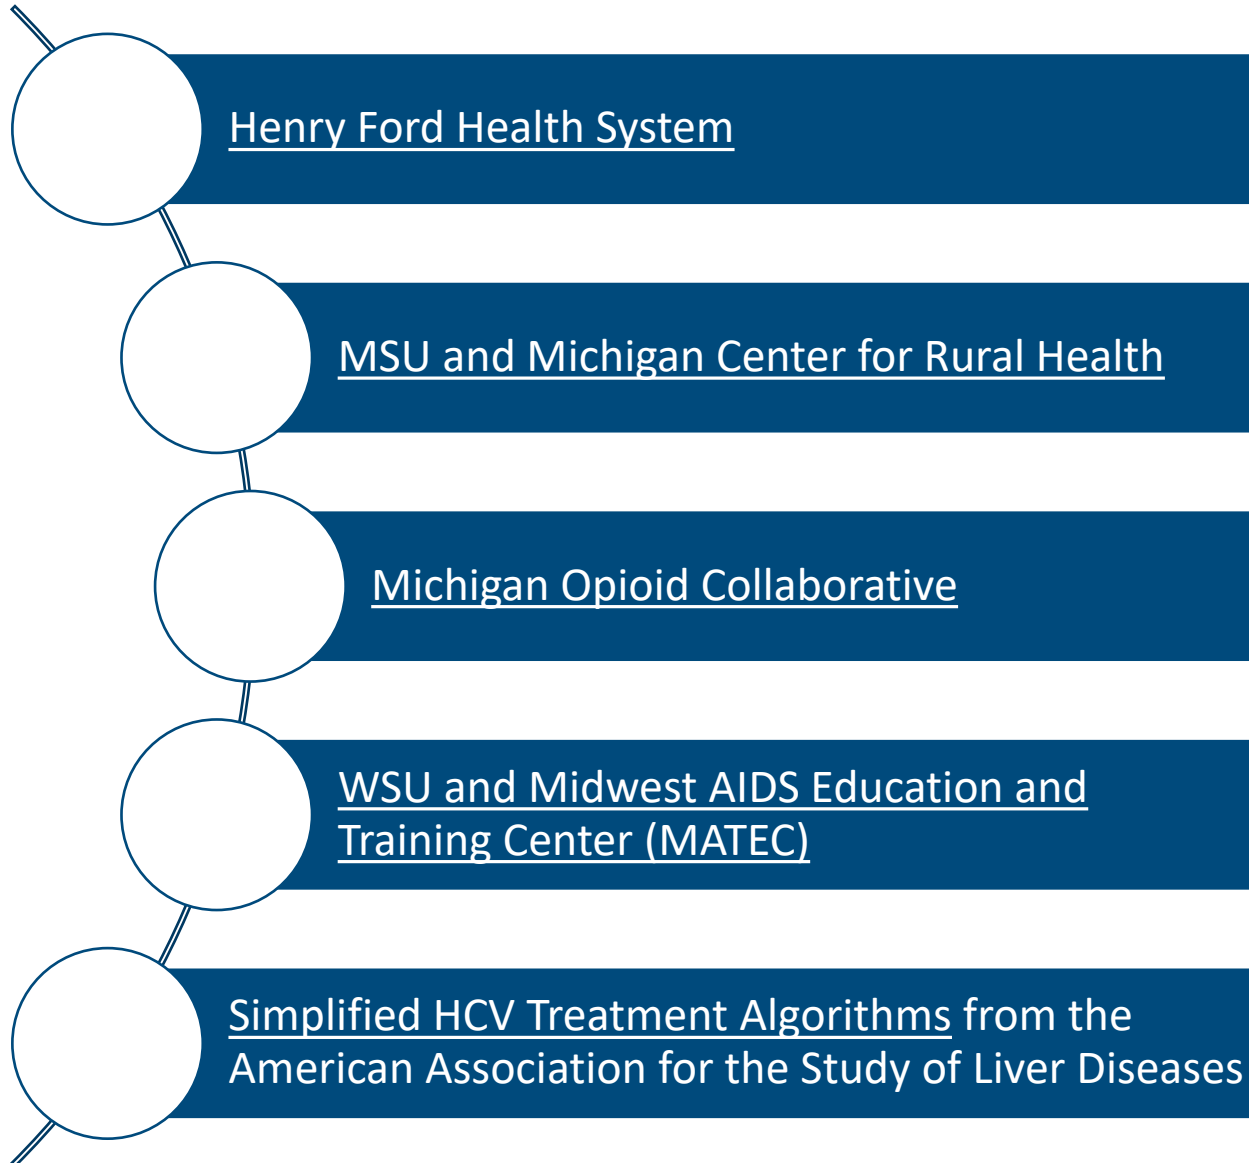 Henry Ford Health System
MSU and Michigan Center for Rural Health
Michigan Opioid Collaborative
WSU and Midwest AIDS Education and
Training Center (MATEC)
Simplified HCV Treatment Algorithms from the
American Association for the Study of Liver Diseases